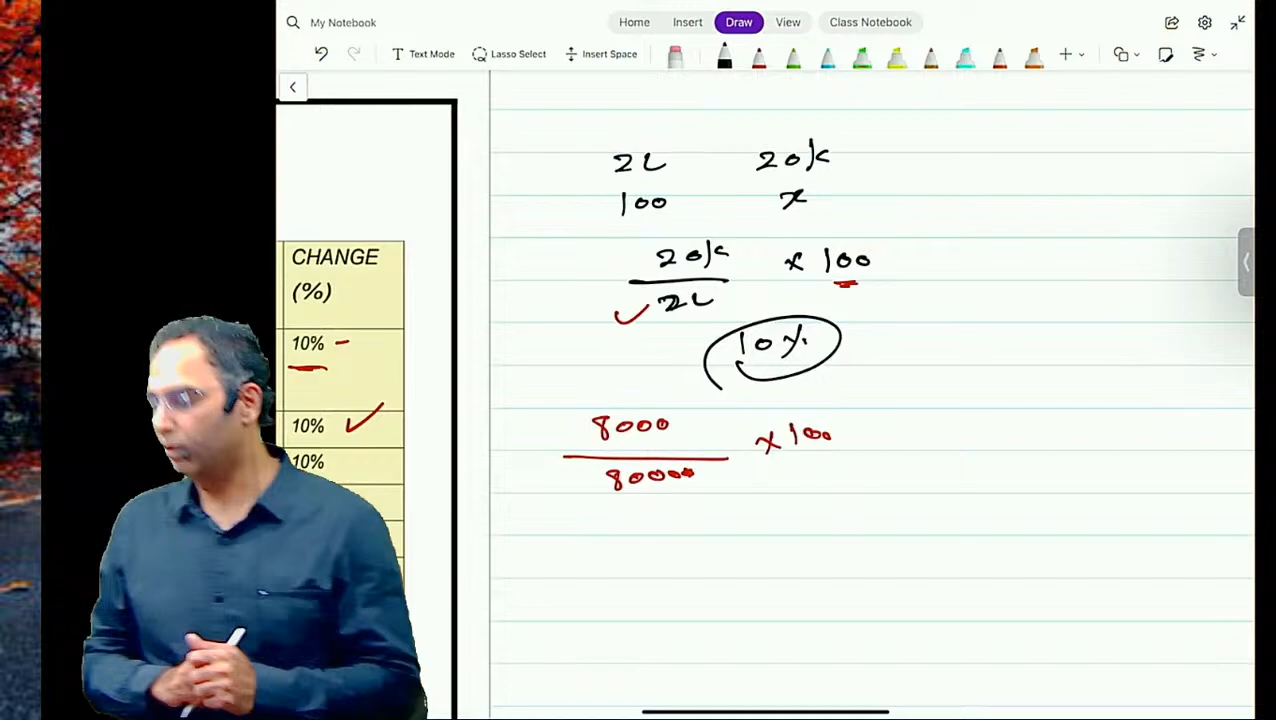 My Notebook
Home Insert Draw View Class Notebook
Text Mode Lasso Select Insert Space
CHANGE
(%)
10% -
10%
10%
2L 20k
100 x
20k x 100
2L
10%
8000 x 100
80000